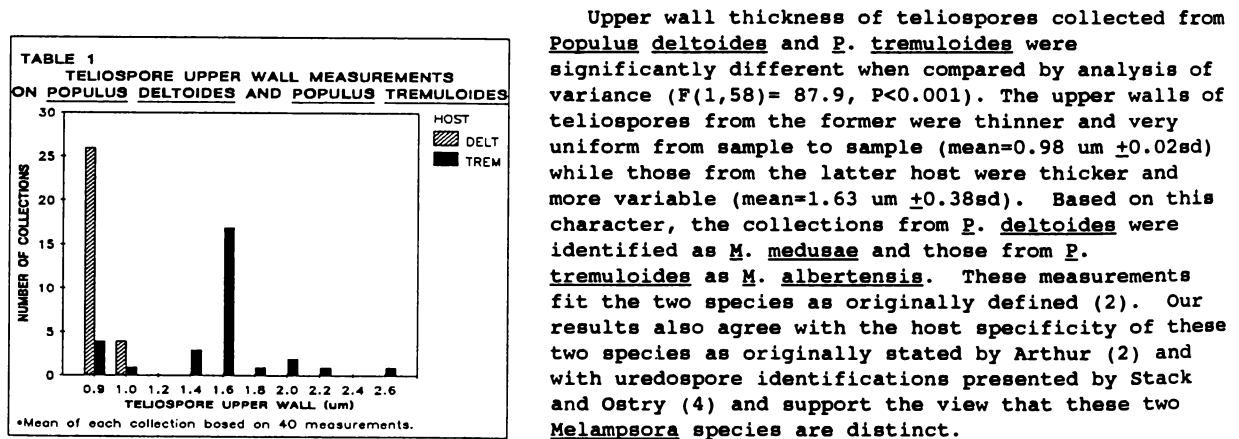 TABLE 1
TELIOSPORE UPPER WALL MEASUREMENTS
ON POPULUS DELTOIDES AND POPULUS TREMULOIDES
30
25
20
15
10
5
0
NUMBER OF COLLECTIONS
HOST
DELT
TREM
0.9 1.0 1.2 1.4 1.6 1.8 2.0 2.2 2.4 2.6
TELIOSPORE UPPER WALL (um)
*Mean of each collection based on 40 measurements.
Upper wall thickness of teliospores collected from
Populus deltoides and P. tremuloides were
significantly different when compared by analysis of
variance (F(1,58)= 87.9, P<0.001). The upper walls of
teliospores from the former were thinner and very
uniform from sample to sample (mean=0.98 um ±0.02sd)
while those from the latter host were thicker and
more variable (mean=1.63 um ±0.38sd). Based on this
character, the collections from P. deltoides were
identified as M. medusae and those from P.
tremuloides as M. albertensis. These measurements
fit the two species as originally defined (2). Our
results also agree with the host specificity of these
two species as originally stated by Arthur (2) and
with uredospore identifications presented by Stack
and Ostry (4) and support the view that these two
Melampsora species are distinct.